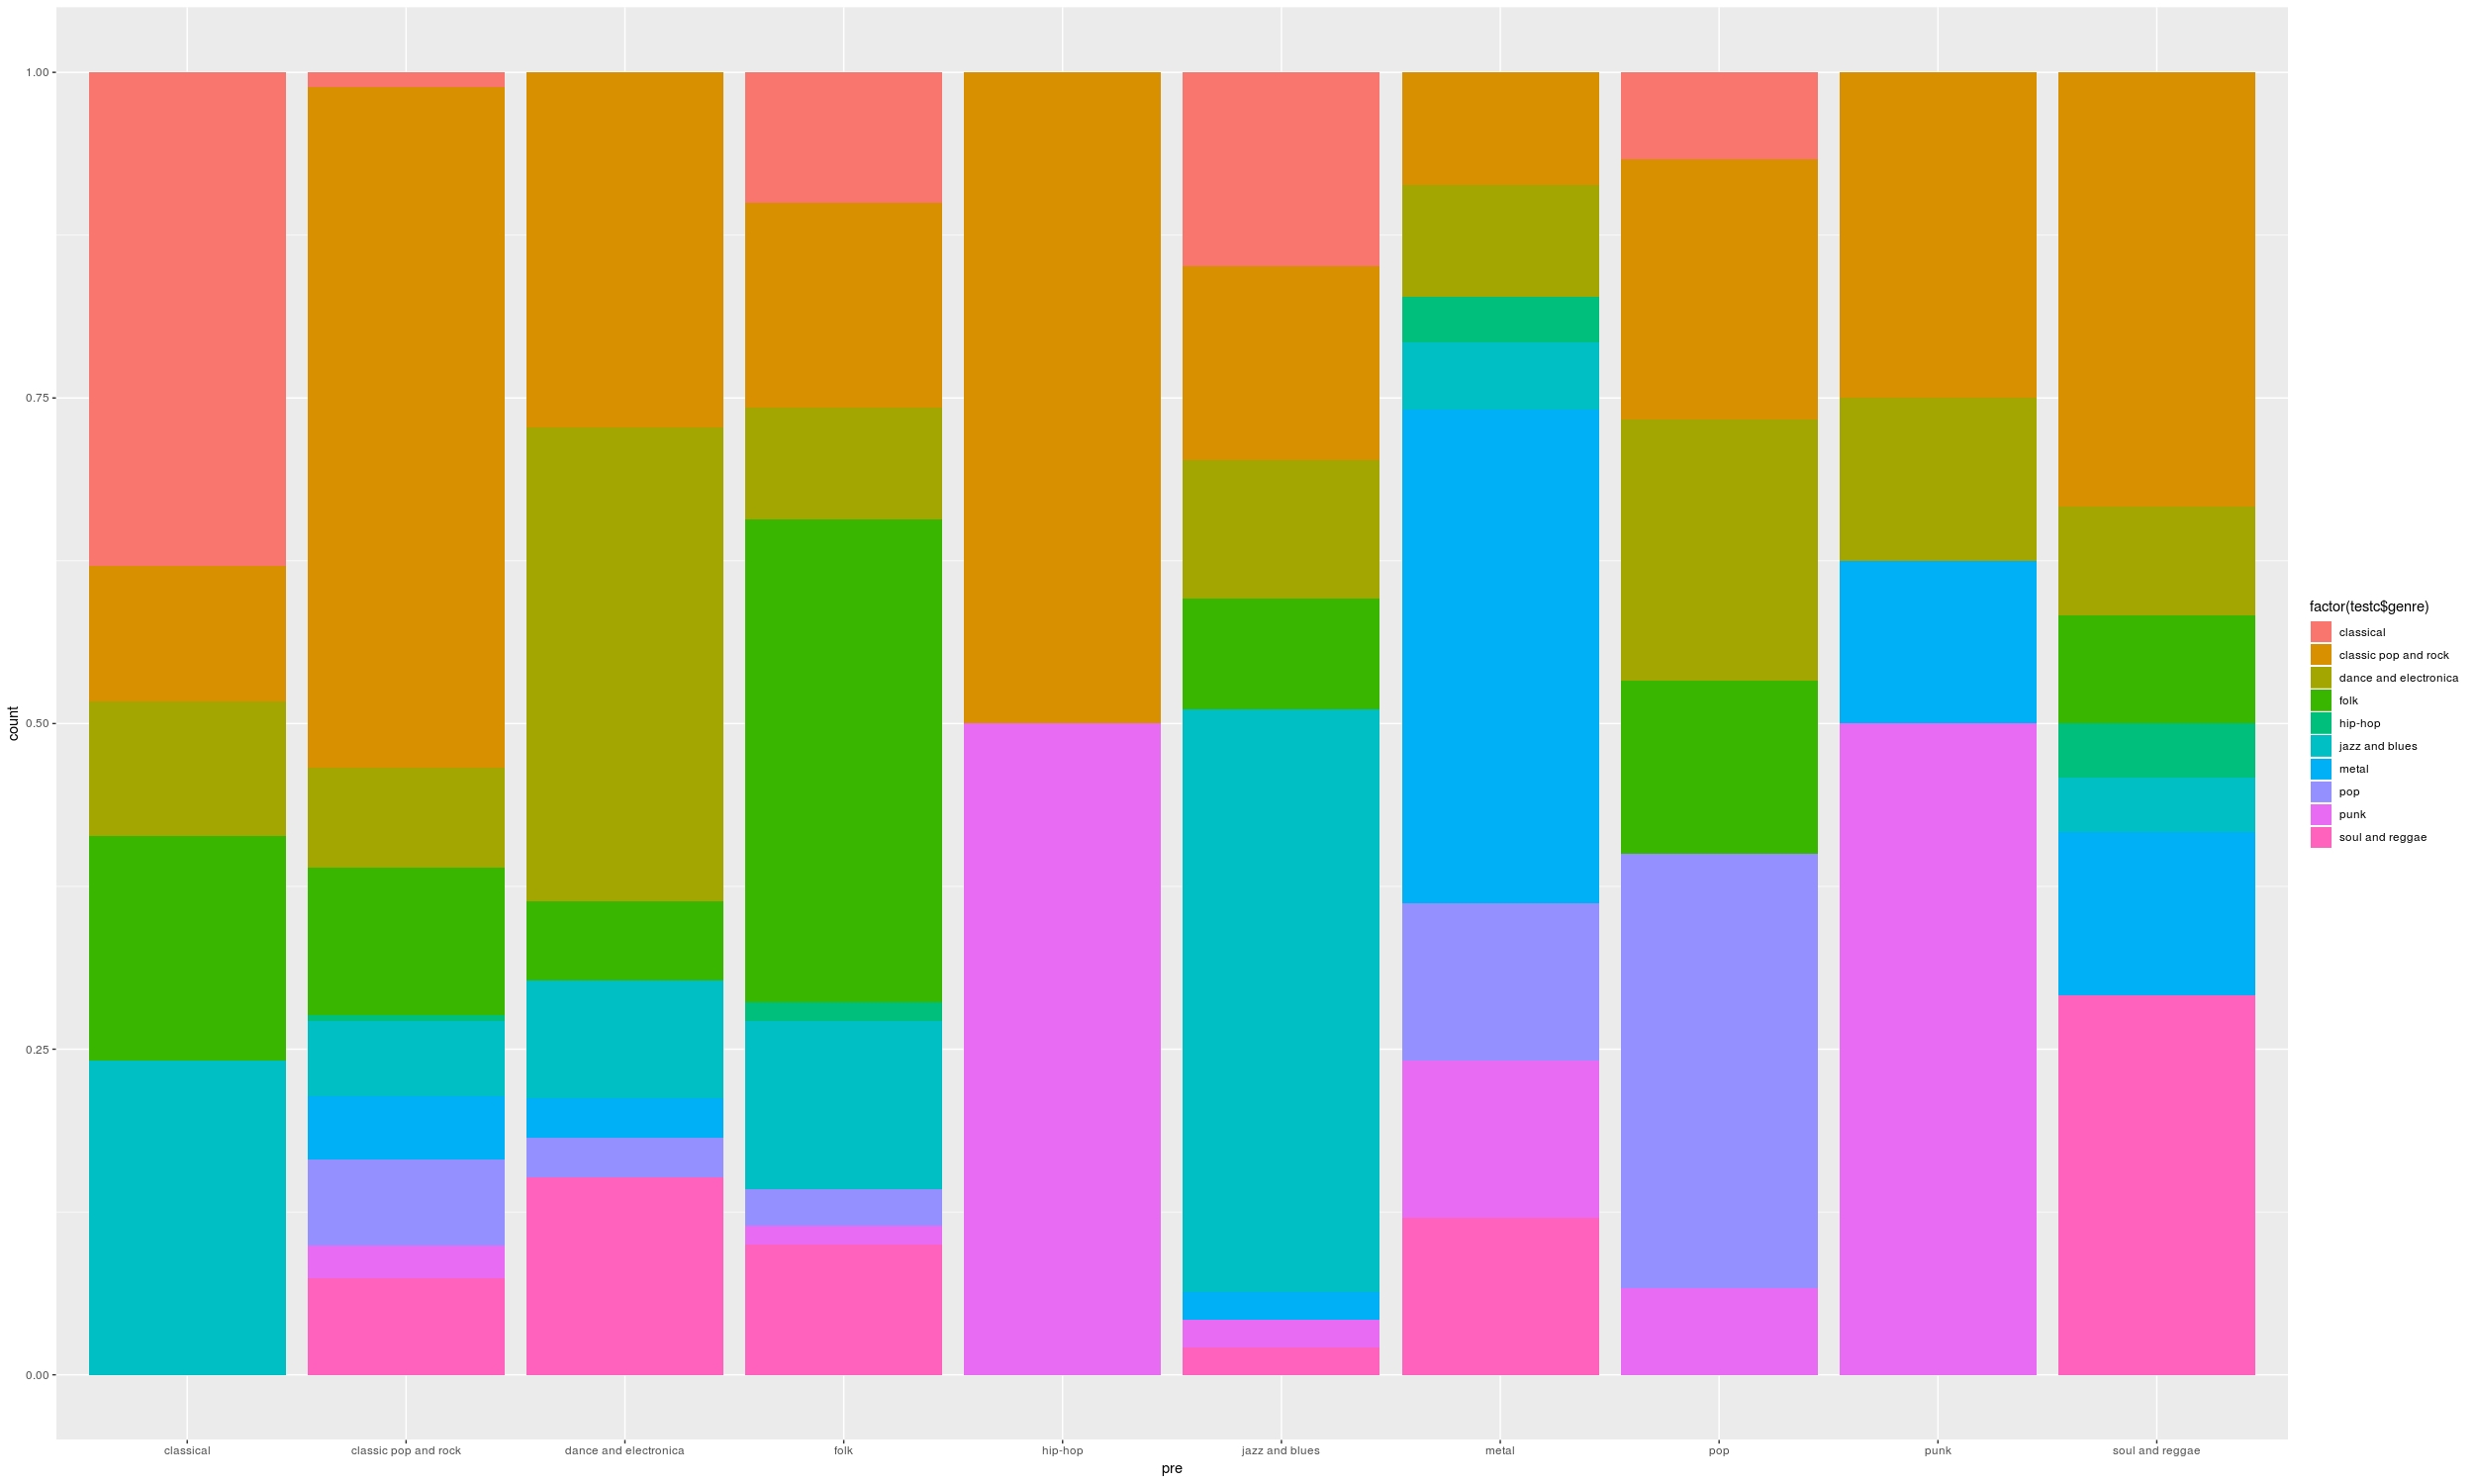 1.00
0.75
0.50
0.25
0.00
count
classical
classic pop and rock
dance and electronica
folk
hip-hop
jazz and blues
metal
pop
punk
soul and reggae
pre
factor(testc$genre)
classical
classic pop and rock
dance and electronica
folk
hip-hop
jazz and blues
metal
pop
punk
soul and reggae